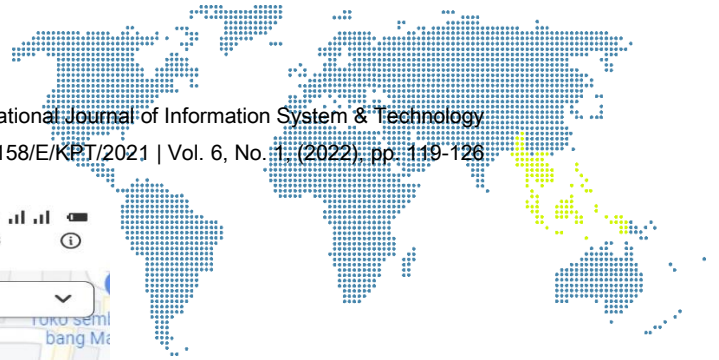 ational Journal of Information System & Technology
158/E/KPT/2021 | Vol. 6, No. 1, (2022), pp. 119-126
bang Ma